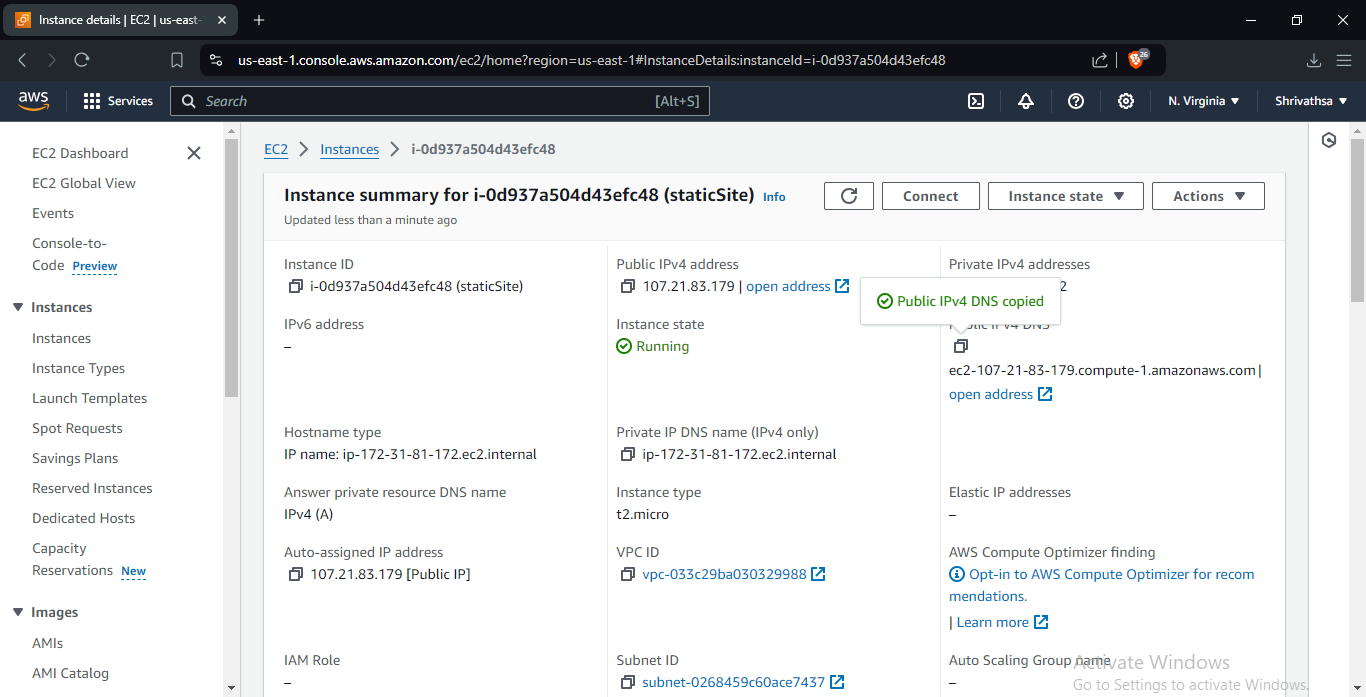 Instance details | EC2 | us-east-
us-east-1.console.aws.amazon.com/ec2/home?region=us-east-1#InstanceDetails:instanceId=i-0d937a504d43efc48
26
aws
Services
Search
[Alt+S]
N. Virginia
Shrivathsa
EC2 Dashboard
EC2 Global View
Events
Console-to-
Code Preview
Instances
Instances
Instance Types
Launch Templates
Spot Requests
Savings Plans
Reserved Instances
Dedicated Hosts
Capacity
Reservations New
Images
AMIs
AMI Catalog
EC2 > Instances > i-0d937a504d43efc48
Instance summary for i-0d937a504d43efc48 (staticSite) Info
Updated less than a minute ago
Connect
Instance state
Actions
Instance ID
i-0d937a504d43efc48 (staticSite)
Public IPv4 address
107.21.83.179 | open address
Private IPv4 addresses
2
Public IPv4 DNS copied
IPv6 address
–
Instance state
Running
Public IPv4 DNS
ec2-107-21-83-179.compute-1.amazonaws.com |
open address
Hostname type
IP name: ip-172-31-81-172.ec2.internal
Private IP DNS name (IPv4 only)
ip-172-31-81-172.ec2.internal
Answer private resource DNS name
IPv4 (A)
Instance type
t2.micro
Elastic IP addresses
–
Auto-assigned IP address
107.21.83.179 [Public IP]
VPC ID
vpc-033c29ba030329988
AWS Compute Optimizer finding
Opt-in to AWS Compute Optimizer for recom
mendations.
| Learn more
IAM Role
–
Subnet ID
subnet-0268459c60ace7437
Auto Scaling Group name
–
Activate Windows
Go to Settings to activate Windows.